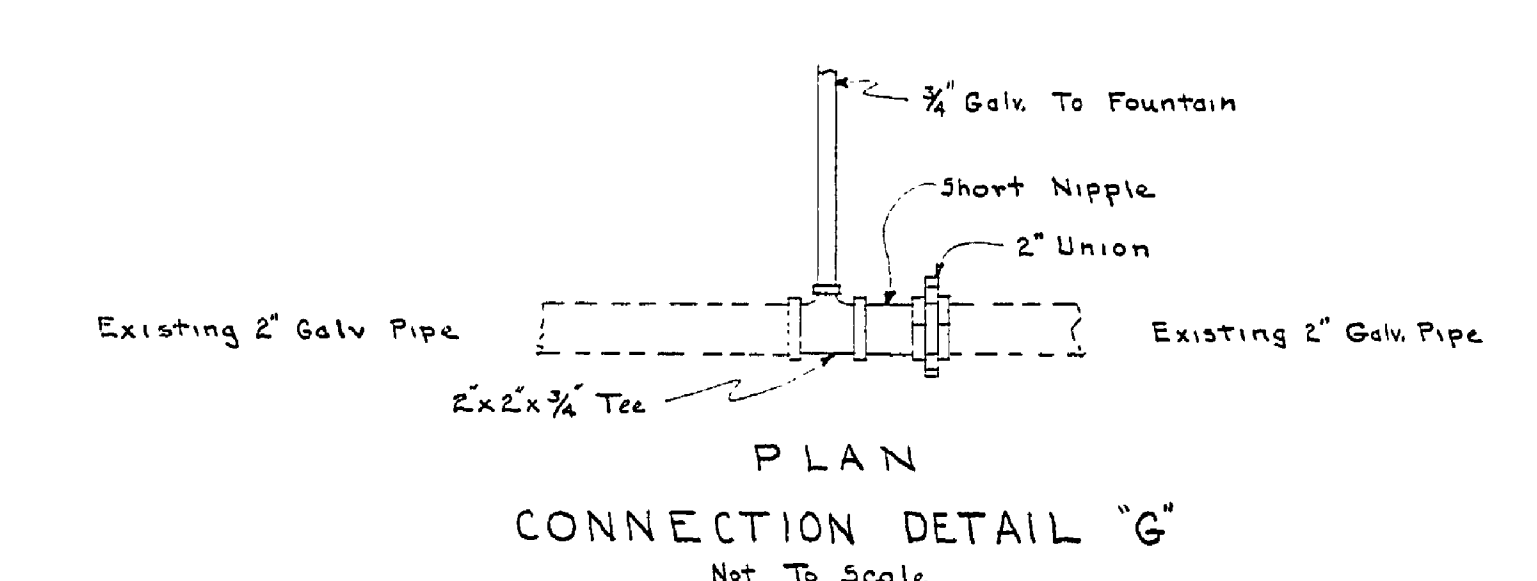 3/4" Galv. To Fountain
Short Nipple
2" Union
Existing 2" Galv Pipe
Existing 2" Galv. Pipe
2"x2"x3/4" Tee
PLAN
CONNECTION DETAIL "G"
Not To Scale